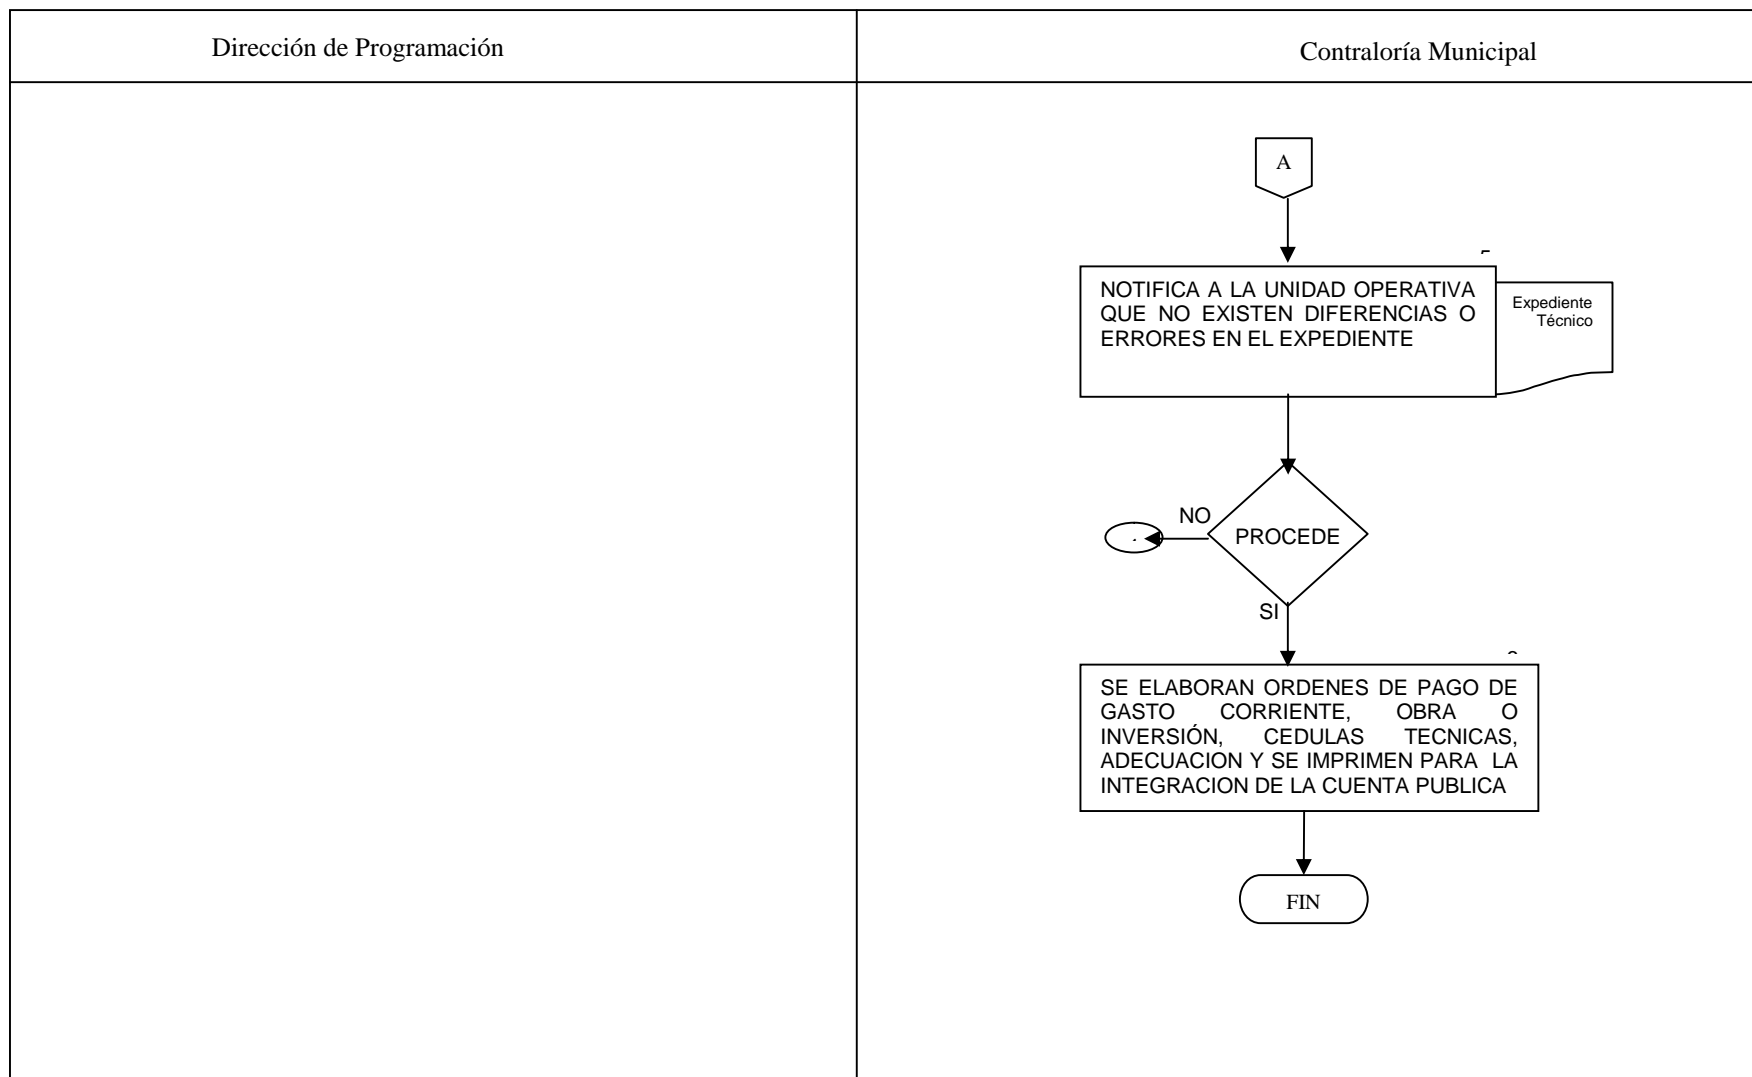 Dirección de Programación
Contraloría Municipal
A
NOTIFICA A LA UNIDAD OPERATIVA
QUE NO EXISTEN DIFERENCIAS O
ERRORES EN EL EXPEDIENTE
Expediente
Técnico
NO
PROCEDE
SI
SE ELABORAN ORDENES DE PAGO DE
GASTO CORRIENTE, OBRA O
INVERSIÓN, CEDULAS TECNICAS,
ADECUACION Y SE IMPRIMEN PARA LA
INTEGRACION DE LA CUENTA PUBLICA
FIN